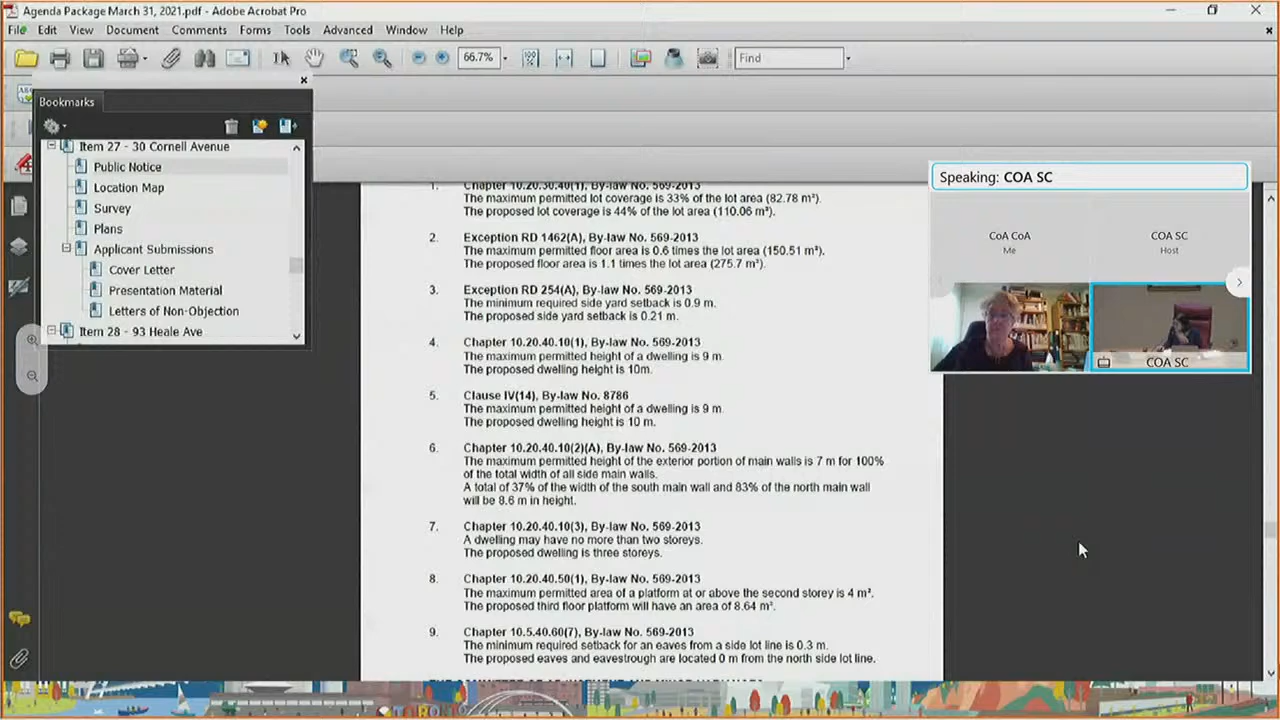 Agenda Package March 31, 2021.pdf - Adobe Acrobat Pro
File Edit View Document Comments Forms Tools Advanced Window Help
66.7%
Find
Bookmarks
Item 27 - 30 Cornell Avenue
Public Notice
Location Map
Survey
Plans
Applicant Submissions
Cover Letter
Presentation Material
Letters of Non-Objection
Item 28 - 93 Heale Ave
1. Chapter 10.20.30.40(1), By-law No. 569-2013
The maximum permitted lot coverage is 33% of the lot area (82.78 m²).
The proposed lot coverage is 44% of the lot area (110.06 m²).
2. Exception RD 1462(A), By-law No. 569-2013
The maximum permitted floor area is 0.6 times the lot area (150.51 m²).
The proposed floor area is 1.1 times the lot area (275.7 m²).
3. Exception RD 254(A), By-law No. 569-2013
The minimum required side yard setback is 0.9 m.
The proposed side yard setback is 0.21 m.
4. Chapter 10.20.40.10(1), By-law No. 569-2013
The maximum permitted height of a dwelling is 9 m.
The proposed dwelling height is 10m.
5. Clause IV(14), By-law No. 8786
The maximum permitted height of a dwelling is 9 m.
The proposed dwelling height is 10 m.
6. Chapter 10.20.40.10(2)(A), By-law No. 569-2013
The maximum permitted height of the exterior portion of main walls is 7 m for 100%
of the total width of all side main walls.
A total of 37% of the width of the south main wall and 83% of the north main wall
will be 8.6 m in height.
7. Chapter 10.20.40.10(3), By-law No. 569-2013
A dwelling may have no more than two storeys.
The proposed dwelling is three storeys.
8. Chapter 10.20.40.50(1), By-law No. 569-2013
The maximum permitted area of a platform at or above the second storey is 4 m².
The proposed third floor platform will have an area of 8.64 m².
9. Chapter 10.5.40.60(7), By-law No. 569-2013
The minimum required setback for an eaves from a side lot line is 0.3 m.
The proposed eaves and eavestrough are located 0 m from the north side lot line.
Speaking: COA SC
CoA CoA
Me
COA SC
Host
COA SC